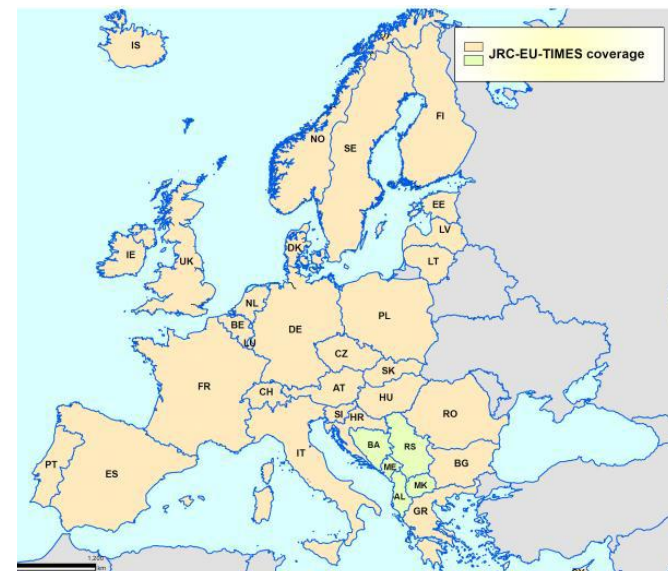 IS
JRC-EU-TIMES coverage
FI
NO
SE
EE
LV
DK
LT
IE
UK
NL
PL
BE
DE
LU
CZ
SK
FR
CH
AT
HU
SI
HR
RO
BA
RS
IT
BG
PT
ES
ME
MK
AL
GR
km